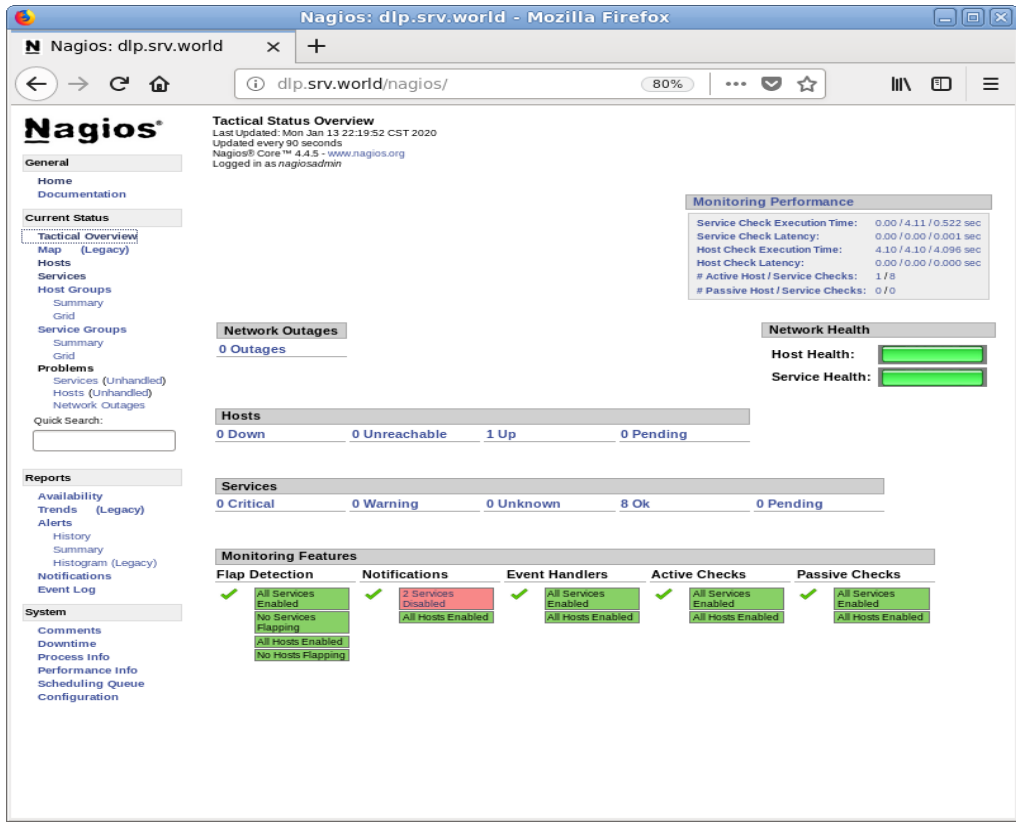 Nagios: dlp.srv.world - Mozilla Firefox
N Nagios: dlp.srv.world
dlp.srv.world/nagios/ 80%
Nagios®
General
Home
Documentation
Current Status
Tactical Overview
Map (Legacy)
Hosts
Services
Host Groups
Summary
Grid
Service Groups
Summary
Grid
Problems
Services (Unhandled)
Hosts (Unhandled)
Network Outages
Quick Search:
Reports
Availability
Trends (Legacy)
Alerts
History
Summary
Histogram (Legacy)
Notifications
Event Log
System
Comments
Downtime
Process Info
Performance Info
Scheduling Queue
Configuration
Tactical Status Overview
Last Updated: Mon Jan 13 22:19:52 CST 2020
Updated every 90 seconds
Nagios® Core™ 4.4.5 - www.nagios.org
Logged in as nagiosadmin
Monitoring Performance
Service Check Execution Time: 0.00 / 4.11 / 0.522 sec
Service Check Latency: 0.00 / 0.00 / 0.001 sec
Host Check Execution Time: 4.10 / 4.10 / 4.096 sec
Host Check Latency: 0.00 / 0.00 / 0.000 sec
# Active Host / Service Checks: 1 / 8
# Passive Host / Service Checks: 0 / 0
Network Outages
0 Outages
Network Health
Host Health:
Service Health:
Hosts
0 Down 0 Unreachable 1 Up 0 Pending
Services
0 Critical 0 Warning 0 Unknown 8 Ok 0 Pending
Monitoring Features
Flap Detection Notifications Event Handlers Active Checks Passive Checks
All Services
Enabled
No Services
Flapping
All Hosts Enabled
No Hosts Flapping
2 Services
Disabled
All Hosts Enabled
All Services
Enabled
All Hosts Enabled
All Services
Enabled
All Hosts Enabled
All Services
Enabled
All Hosts Enabled